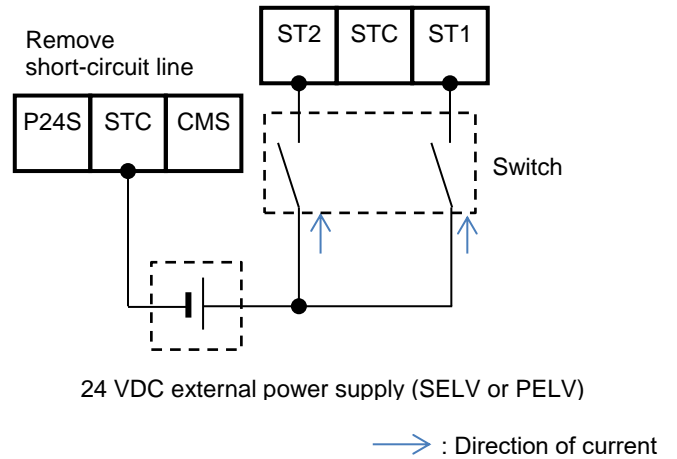 Remove
short-circuit line
ST2 STC ST1
P24S STC CMS
Switch
24 VDC external power supply (SELV or PELV)
: Direction of current